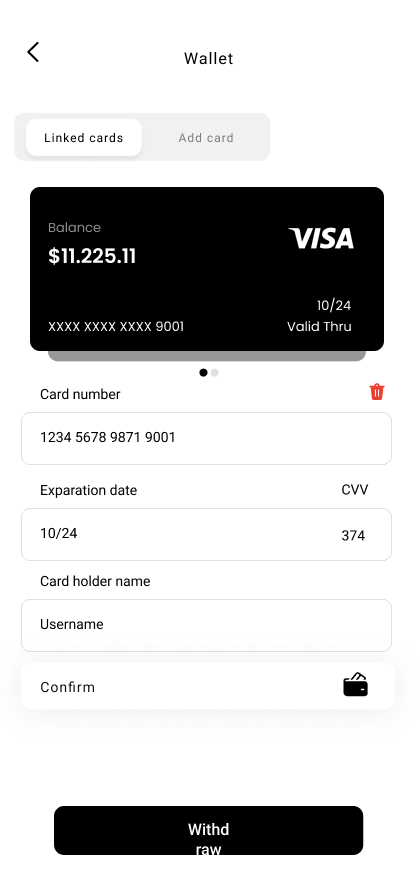 Wallet
Linked cards Add card
Balance
$11.225.11
VISA
10/24
XXXX XXXX XXXX 9001 Valid Thru
Card number
1234 5678 9871 9001
Exparation date CVV
10/24 374
Card holder name
Username
Confirm
Withd
raw